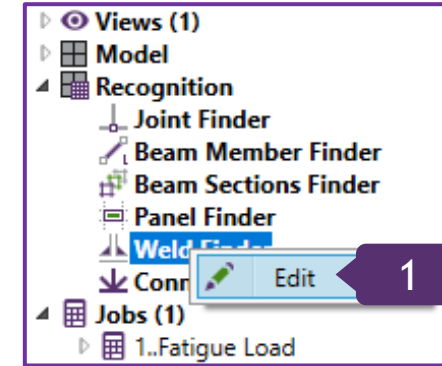 Views (1)
Model
Recognition
Joint Finder
Beam Member Finder
Beam Sections Finder
Panel Finder
Weld Finder
Edit
1
Jobs (1)
1..Fatigue Load